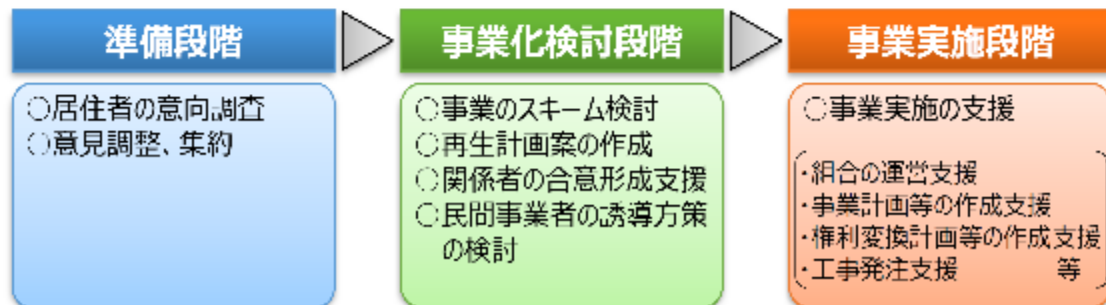 準備段階
○居住者の意向調査
○意見調整、集約
事業化検討段階
○事業のスキーム検討
○再生計画案の作成
○関係者の合意形成支援
○民間事業者の誘導方策
の検討
事業実施段階
○事業実施の支援
・組合の運営支援
・事業計画等の作成支援
・権利変換計画等の作成支援
・工事発注支援 等